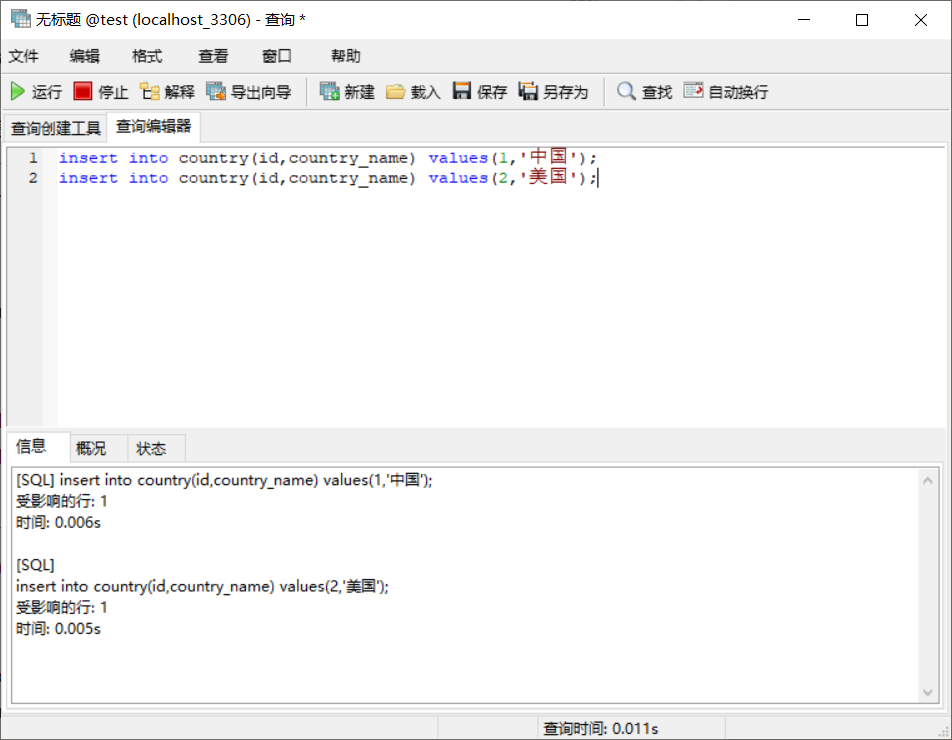 无标题 @test (localhost_3306) - 查询 *
文件 编辑 格式 查看 窗口 帮助
运行 停止 解释 导出向导 新建 载入 保存 另存为 查找 自动换行
查询创建工具 查询编辑器
1 insert into country(id,country_name) values(1,'中国');
2 insert into country(id,country_name) values(2,'美国');
信息 概况 状态
[SQL] insert into country(id,country_name) values(1,'中国');
受影响的行: 1
时间: 0.006s
[SQL]
insert into country(id,country_name) values(2,'美国');
受影响的行: 1
时间: 0.005s
查询时间: 0.011s